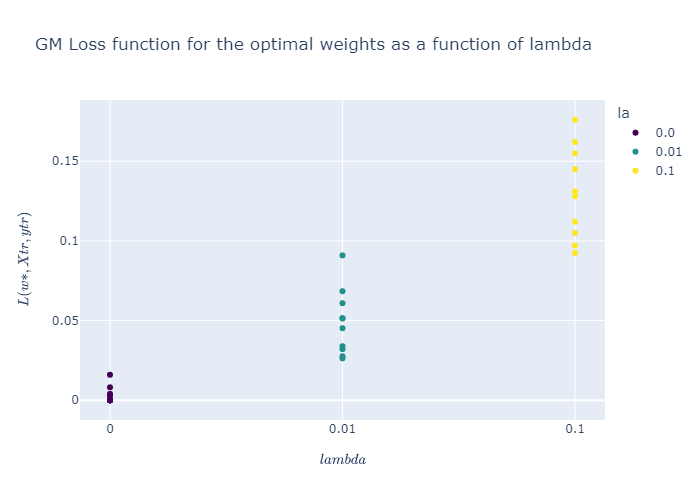 GM Loss function for the optimal weights as a function of lambda
la
0.0
0.01
0.1
0.15
0.1
0.05
0
L(w*, Xtr, ytr)
0
0.01
0.1
lambda